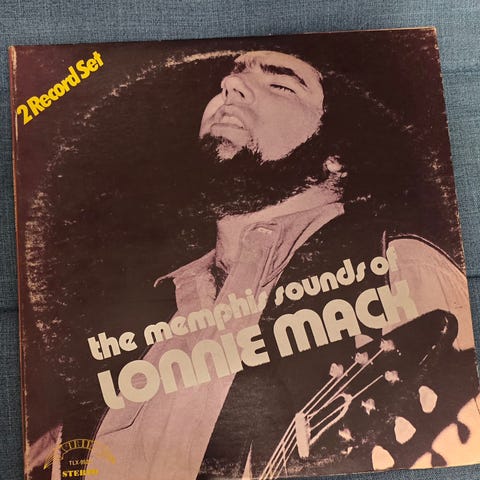 2 Record Set
the memphis sounds of
LONNIE MACK
STEREO